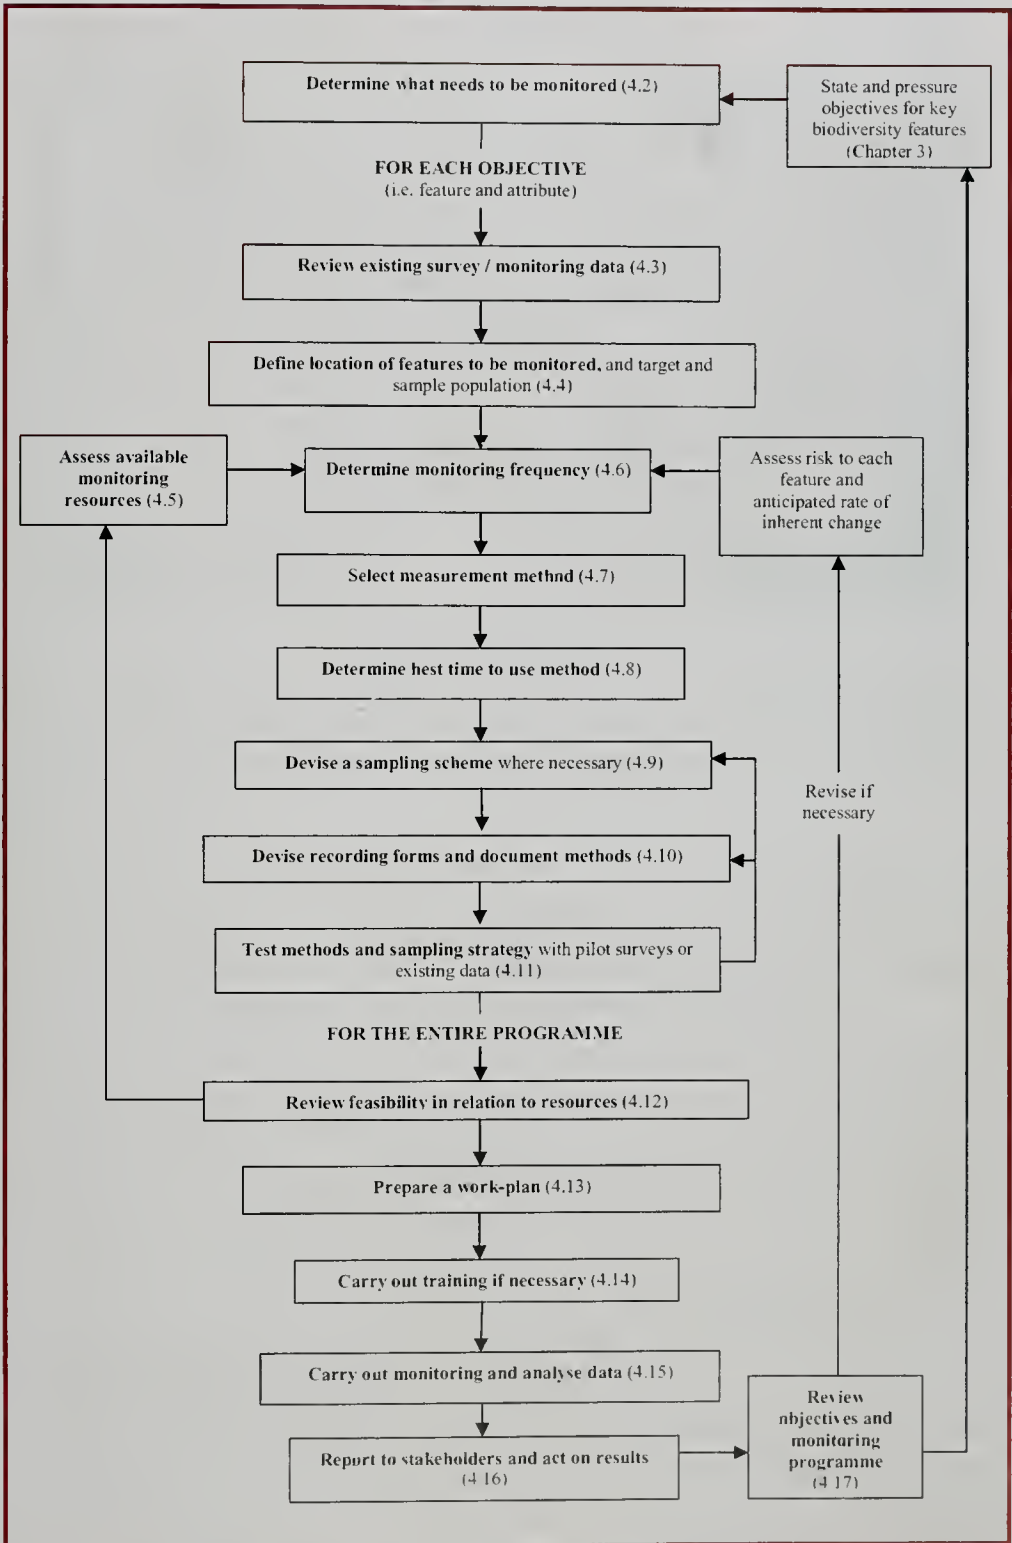 Determine what needs to be monitored (4.2)
State and pressure
objectives for key
biodiversity features
(Chapter 3)
FOR EACH OBJECTIVE
(i.e. feature and attribute)
Review existing survey / monitoring data (4.3)
Define location of features to be monitored, and target and
sample population (4.4)
Assess available
monitoring
resources (4.5)
Determine monitoring frequency (4.6)
Assess risk to each
feature and
anticipated rate of
inherent change
Select measurement method (4.7)
Determine best time to use method (4.8)
Devise a sampling scheme where necessary (4.9)
Revise if
necessary
Devise recording forms and document methods (4.10)
Test methods and sampling strategy with pilot surveys or
existing data (4.11)
FOR THE ENTIRE PROGRAMME
Review feasibility in relation to resources (4.12)
Prepare a work-plan (4.13)
Carry out training if necessary (4.14)
Carry out monitoring and analyse data (4.15)
Report to stakeholders and act on results
(4.16)
Review
objectives and
monitoring
programme
(4.17)